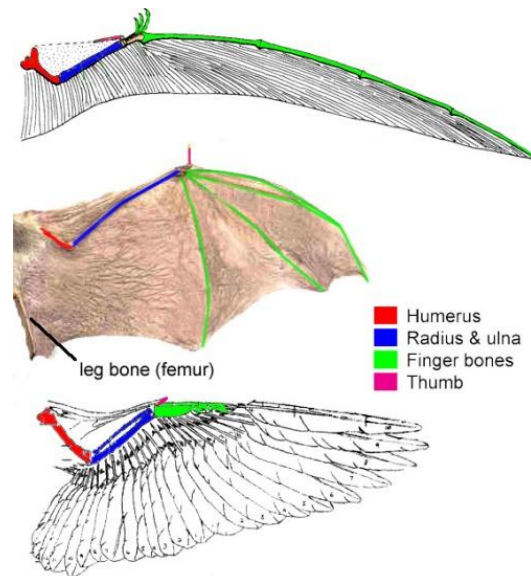 Humerus
Radius & ulna
Finger bones
Thumb
leg bone (femur)